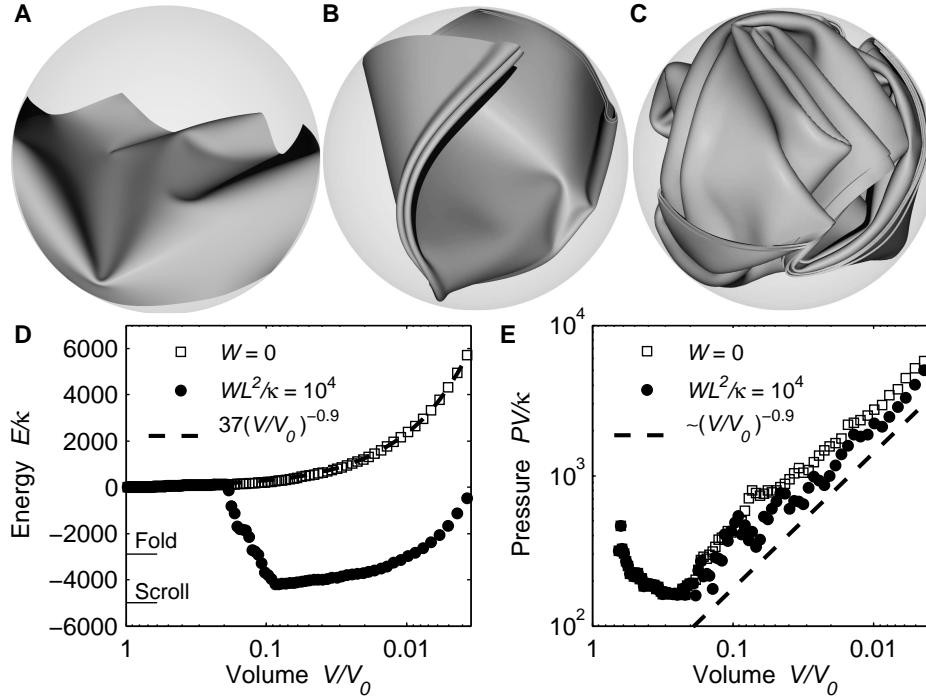 A
B
C
D
E
6000
4000
2000
0
−2000
−4000
−6000
Energy E/κ
W = 0
WL²/κ = 10⁴
37(V/V₀)⁻⁰·⁹
Fold
Scroll
1
0.1
0.01
Volume V/V₀
10⁴
10³
10²
Pressure PV/κ
W = 0
WL²/κ = 10⁴
~(V/V₀)⁻⁰·⁹
1
0.1
0.01
Volume V/V₀